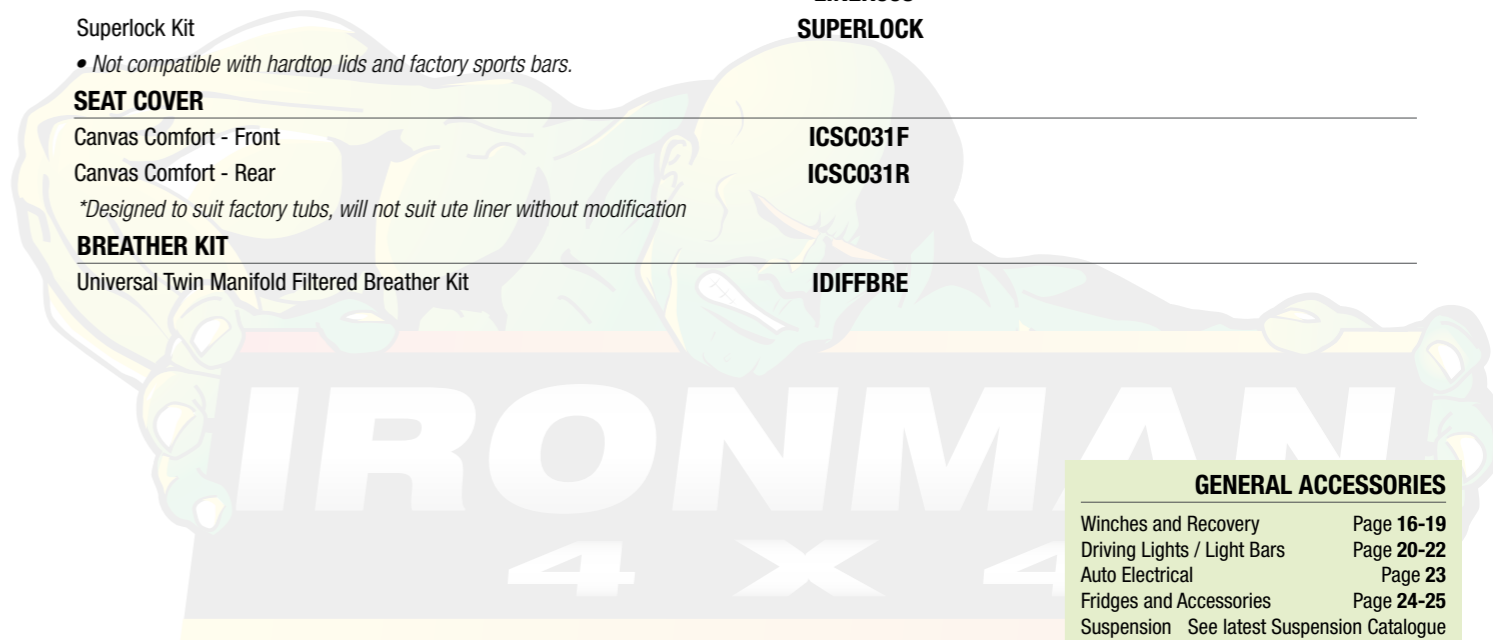 Superlock Kit SUPERLOCK
• Not compatible with hardtop lids and factory sports bars.
SEAT COVER
Canvas Comfort - Front ICSC031F
Canvas Comfort - Rear ICSC031R
*Designed to suit factory tubs, will not suit ute liner without modification
BREATHER KIT
Universal Twin Manifold Filtered Breather Kit IDIFFBRE
IRONMAN
4 X 4
GENERAL ACCESSORIES
Winches and Recovery Page 16-19
Driving Lights / Light Bars Page 20-22
Auto Electrical Page 23
Fridges and Accessories Page 24-25
Suspension See latest Suspension Catalogue